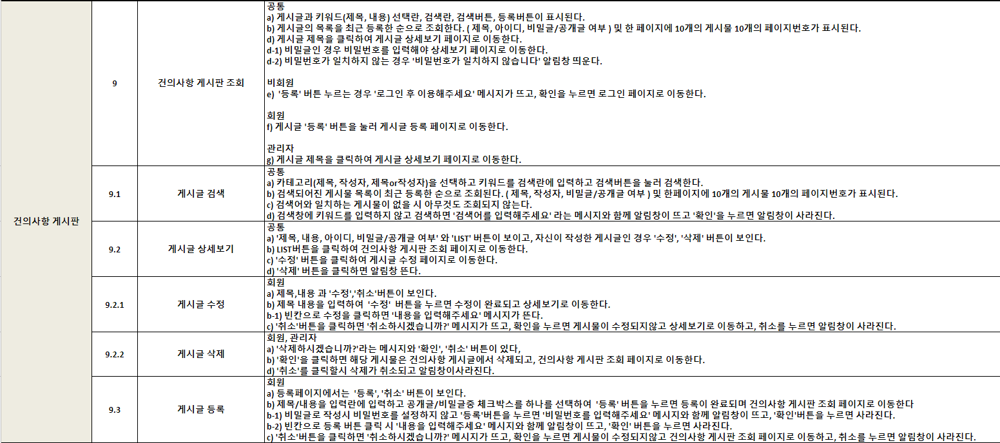 건의사항 게시판
9
건의사항 게시판 조회
공통
a) 게시글과 키워드(제목, 내용) 선택란, 검색란, 검색버튼, 등록버튼이 표시된다.
b) 게시글의 목록을 최근 등록한 순으로 조회한다. ( 제목, 아이디, 비밀글/공개글 여부 ) 및 한 페이지에 10개의 게시물 10개의 페이지번호가 표시된다.
d) 게시글 제목을 클릭하여 게시글 상세보기 페이지로 이동한다.
d-1) 비밀글인 경우 비밀번호를 입력해야 상세보기 페이지로 이동한다.
d-2) 비밀번호가 일치하지 않는 경우 '비밀번호가 일치하지 않습니다' 알림창 띄운다.
비회원
e) '등록' 버튼 누르는 경우 '로그인 후 이용해주세요' 메시지가 뜨고, 확인을 누르면 로그인 페이지로 이동한다.
회원
f) 게시글 '등록' 버튼을 눌러 게시글 등록 페이지로 이동한다.
관리자
g) 게시글 제목을 클릭하여 게시글 상세보기 페이지로 이동한다.
9.1
게시글 검색
공통
a) 카테고리(제목, 작성자, 제목or작성자)을 선택하고 키워드를 검색란에 입력하고 검색버튼을 눌러 검색한다.
b) 검색되어진 게시물 목록이 최근 등록한 순으로 조회된다. ( 제목, 작성자, 비밀글/공개글 여부 ) 및 한페이지에 10개의 게시물 10개의 페이지번호가 표시된다.
c) 검색어와 일치하는 게시물이 없을 시 아무것도 조회되지 않는다.
d) 검색창에 키워드를 입력하지 않고 검색하면 '검색어를 입력해주세요' 라는 메시지와 함께 알림창이 뜨고 '확인'을 누르면 알림창이 사라진다.
9.2
게시글 상세보기
공통
a) '제목, 내용, 아이디, 비밀글/공개글 여부' 와 'LIST' 버튼이 보이고, 자신이 작성한 게시글인 경우 '수정', '삭제' 버튼이 보인다.
b) LIST버튼을 클릭하여 건의사항 게시판 조회 페이지로 이동한다.
c) '수정' 버튼을 클릭하여 게시글 수정 페이지로 이동한다.
d) '삭제' 버튼을 클릭하면 알림창 뜬다.
9.2.1
게시글 수정
회원
a) 제목,내용 과 '수정','취소'버튼이 보인다.
b) 제목 내용을 입력하여 '수정' 버튼을 누르면 수정이 완료되고 상세보기로 이동한다.
b-1) 빈칸으로 수정을 클릭하면 '내용을 입력해주세요' 메시지가 뜬다.
c) '취소'버튼을 클릭하면 '취소하시겠습니까?' 메시지가 뜨고, 확인을 누르면 게시물이 수정되지않고 상세보기로 이동하고, 취소를 누르면 알림창이 사라진다.
9.2.2
게시글 삭제
회원, 관리자
a) '삭제하시겠습니까?'라는 메시지와 '확인', '취소' 버튼이 있다,
b) '확인'을 클릭하면 해당 게시물은 건의사항 게시글에서 삭제되고, 건의사항 게시판 조회 페이지로 이동한다.
d) '취소'를 클릭할시 삭제가 취소되고 알림창이사라진다.
9.3
게시글 등록
회원
a) 등록페이지에서는 '등록', '취소' 버튼이 보인다.
b) 제목/내용을 입력란에 입력하고 공개글/비밀글중 체크박스를 하나를 선택하여 '등록' 버튼을 누르면 등록이 완료되며 건의사항 게시판 조회 페이지로 이동한다
b-1) 비밀글로 작성시 비밀번호를 설정하지 않고 '등록'버튼을 누르면 '비밀번호를 입력해주세요' 메시지와 함께 알림창이 뜨고, '확인'버튼을 누르면 사라진다.
b-2) 빈칸으로 등록 버튼 클릭 시 '내용을 입력해주세요' 메시지와 함께 알림창이 뜨고, '확인' 버튼을 누르면 사라진다.
c) '취소'버튼을 클릭하면 '취소하시겠습니까?' 메시지가 뜨고, 확인을 누르면 게시물이 수정되지않고 건의사항 게시판 조회 페이지로 이동하고, 취소를 누르면 알림창이 사라진다.